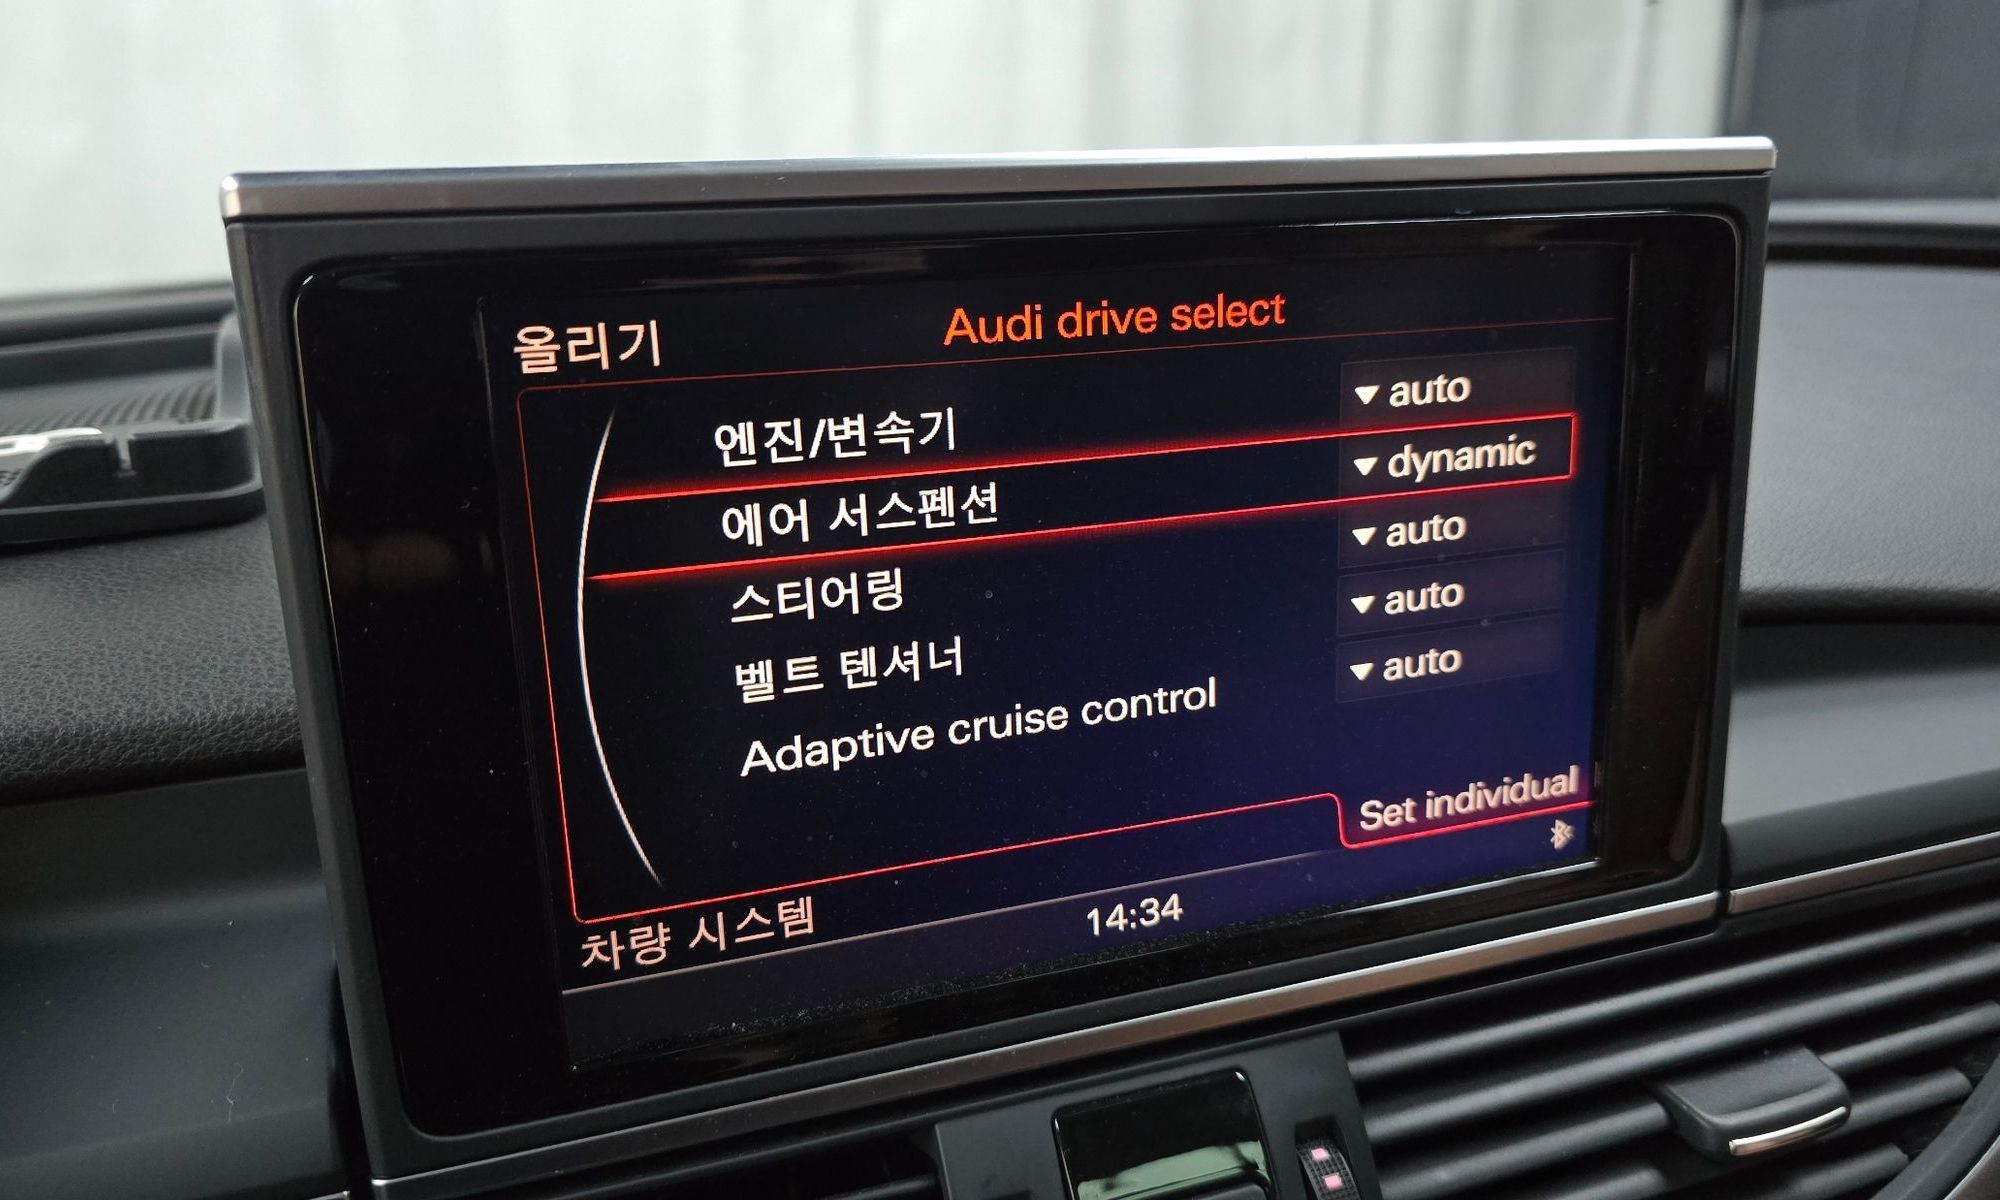 올리기
Audi drive select
엔진/변속기 ▼ auto
에어 서스펜션 ▼ dynamic
스티어링 ▼ auto
벨트 텐셔너 ▼ auto
Adaptive cruise control ▼ auto
Set individual
차량 시스템
14:34